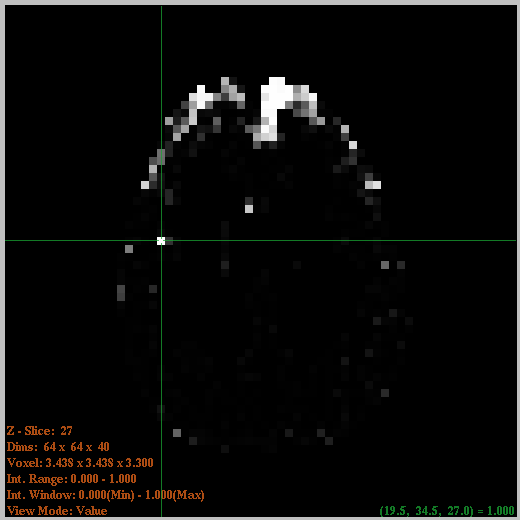 Z - Slice: 27
Dims: 64 x 64 x 40
Voxel: 3.438 x 3.438 x 3.300
Int. Range: 0.000 - 1.000
Int. Window: 0.000(Min) - 1.000(Max)
View Mode: Value
(19.5, 34.5, 27.0) = 1.000